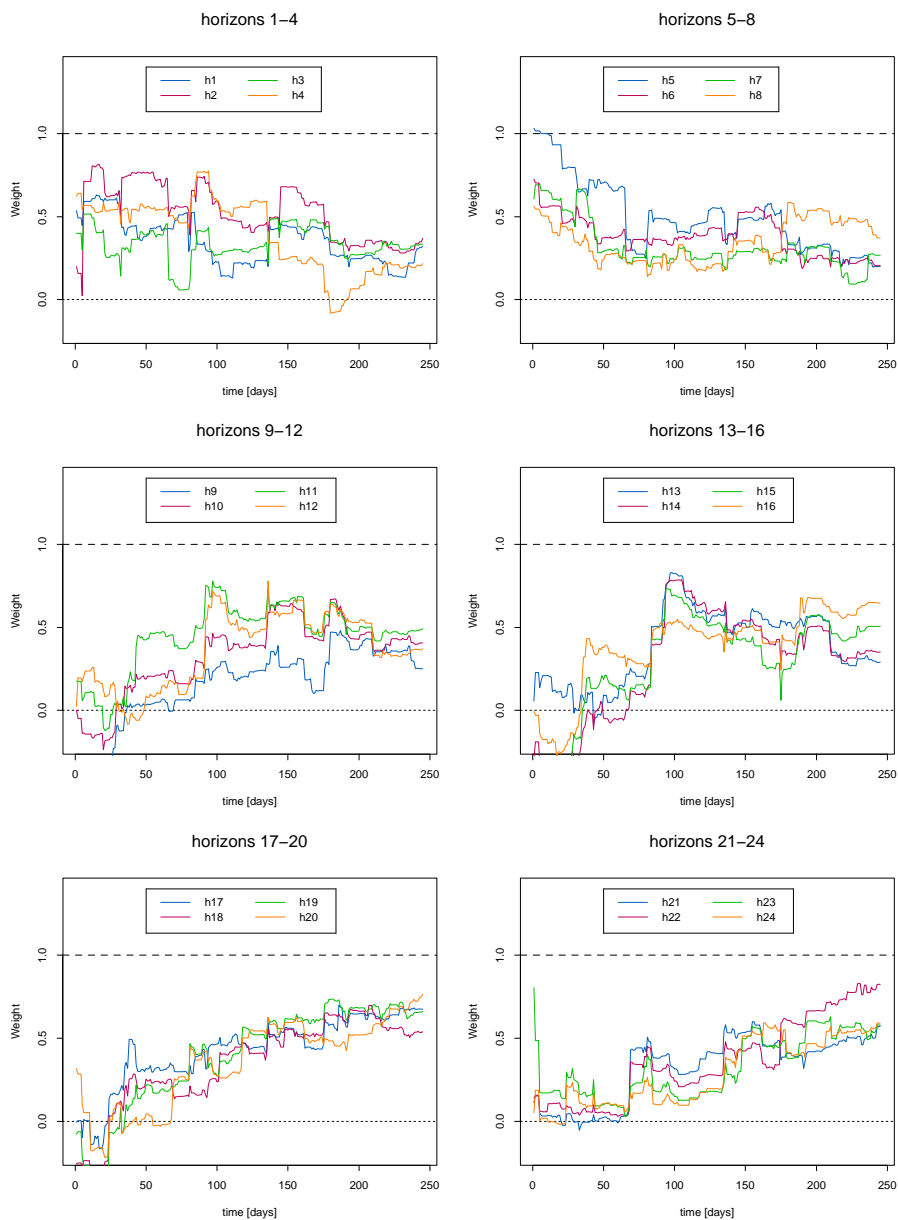 horizons 1−4
h1 h3
h2 h4
1.0
0.5
0.0
Weight
0 50 100 150 200 250
time [days]
horizons 5−8
h5 h7
h6 h8
1.0
0.5
0.0
Weight
0 50 100 150 200 250
time [days]
horizons 9−12
h9 h11
h10 h12
1.0
0.5
0.0
Weight
0 50 100 150 200 250
time [days]
horizons 13−16
h13 h15
h14 h16
1.0
0.5
0.0
Weight
0 50 100 150 200 250
time [days]
horizons 17−20
h17 h19
h18 h20
1.0
0.5
0.0
Weight
0 50 100 150 200 250
time [days]
horizons 21−24
h21 h23
h22 h24
1.0
0.5
0.0
Weight
0 50 100 150 200 250
time [days]